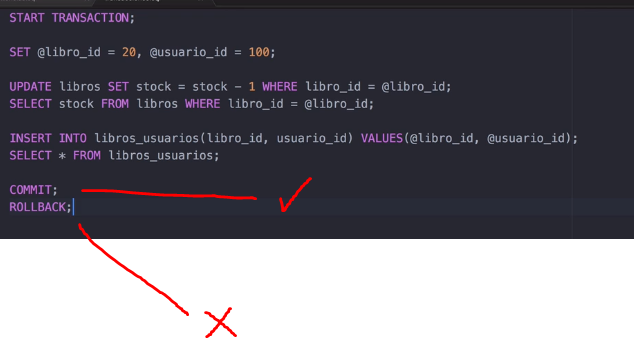 START TRANSACTION;
SET @libro_id = 20, @usuario_id = 100;
UPDATE libros SET stock = stock - 1 WHERE libro_id = @libro_id;
SELECT stock FROM libros WHERE libro_id = @libro_id;
INSERT INTO libros_usuarios(libro_id, usuario_id) VALUES(@libro_id, @usuario_id);
SELECT * FROM libros_usuarios;
COMMIT;
ROLLBACK;